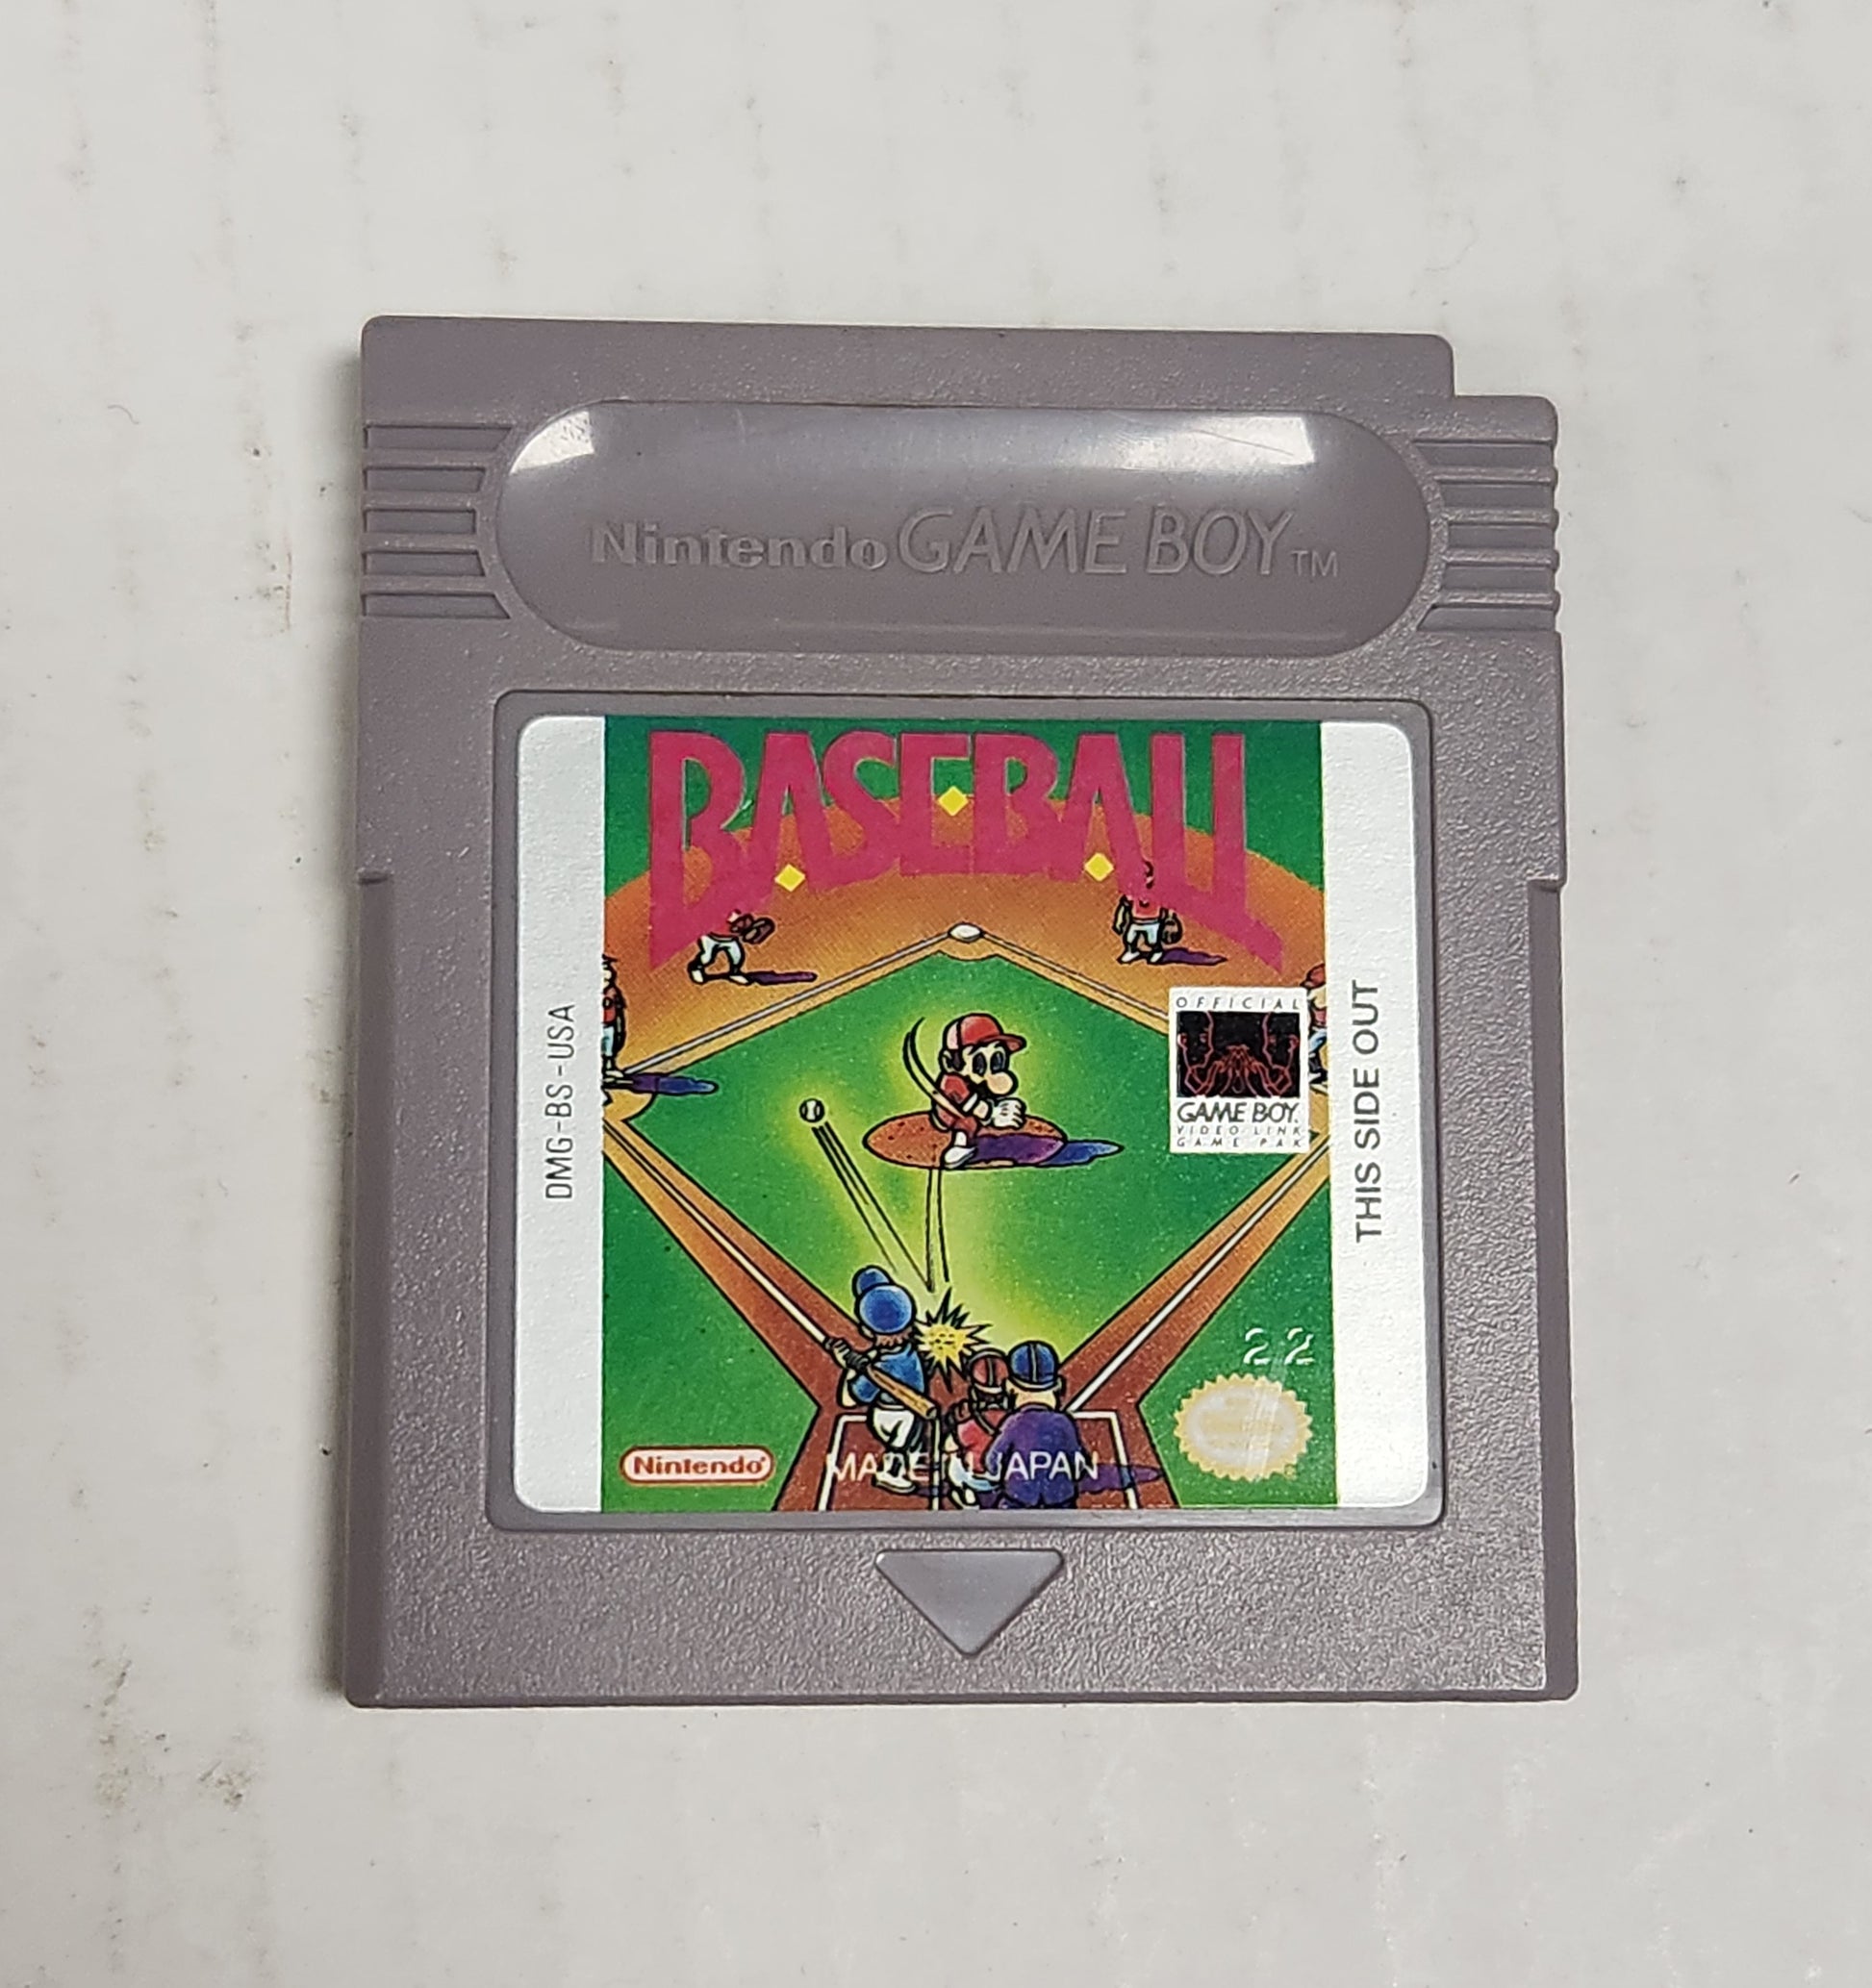 Nintendo GAME BOY TM
BASEBALL
DMG-BS-USA
OFFICIAL
GAME BOY.
VIDEO LINK
GAME PAK
THIS SIDE OUT
22
Nintendo®
MADE IN JAPAN